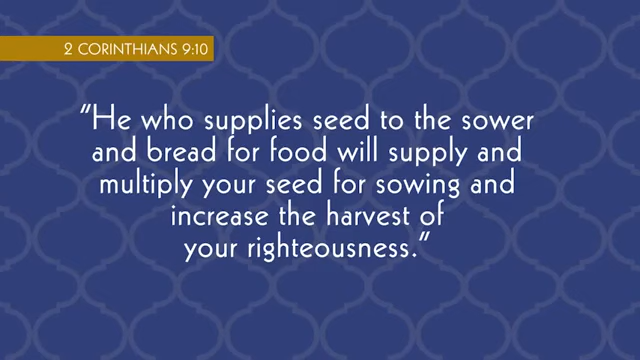 2 CORINTHIANS 9:10
"He who supplies seed to the sower
and bread for food will supply and
multiply your seed for sowing and
increase the harvest of
your righteousness."